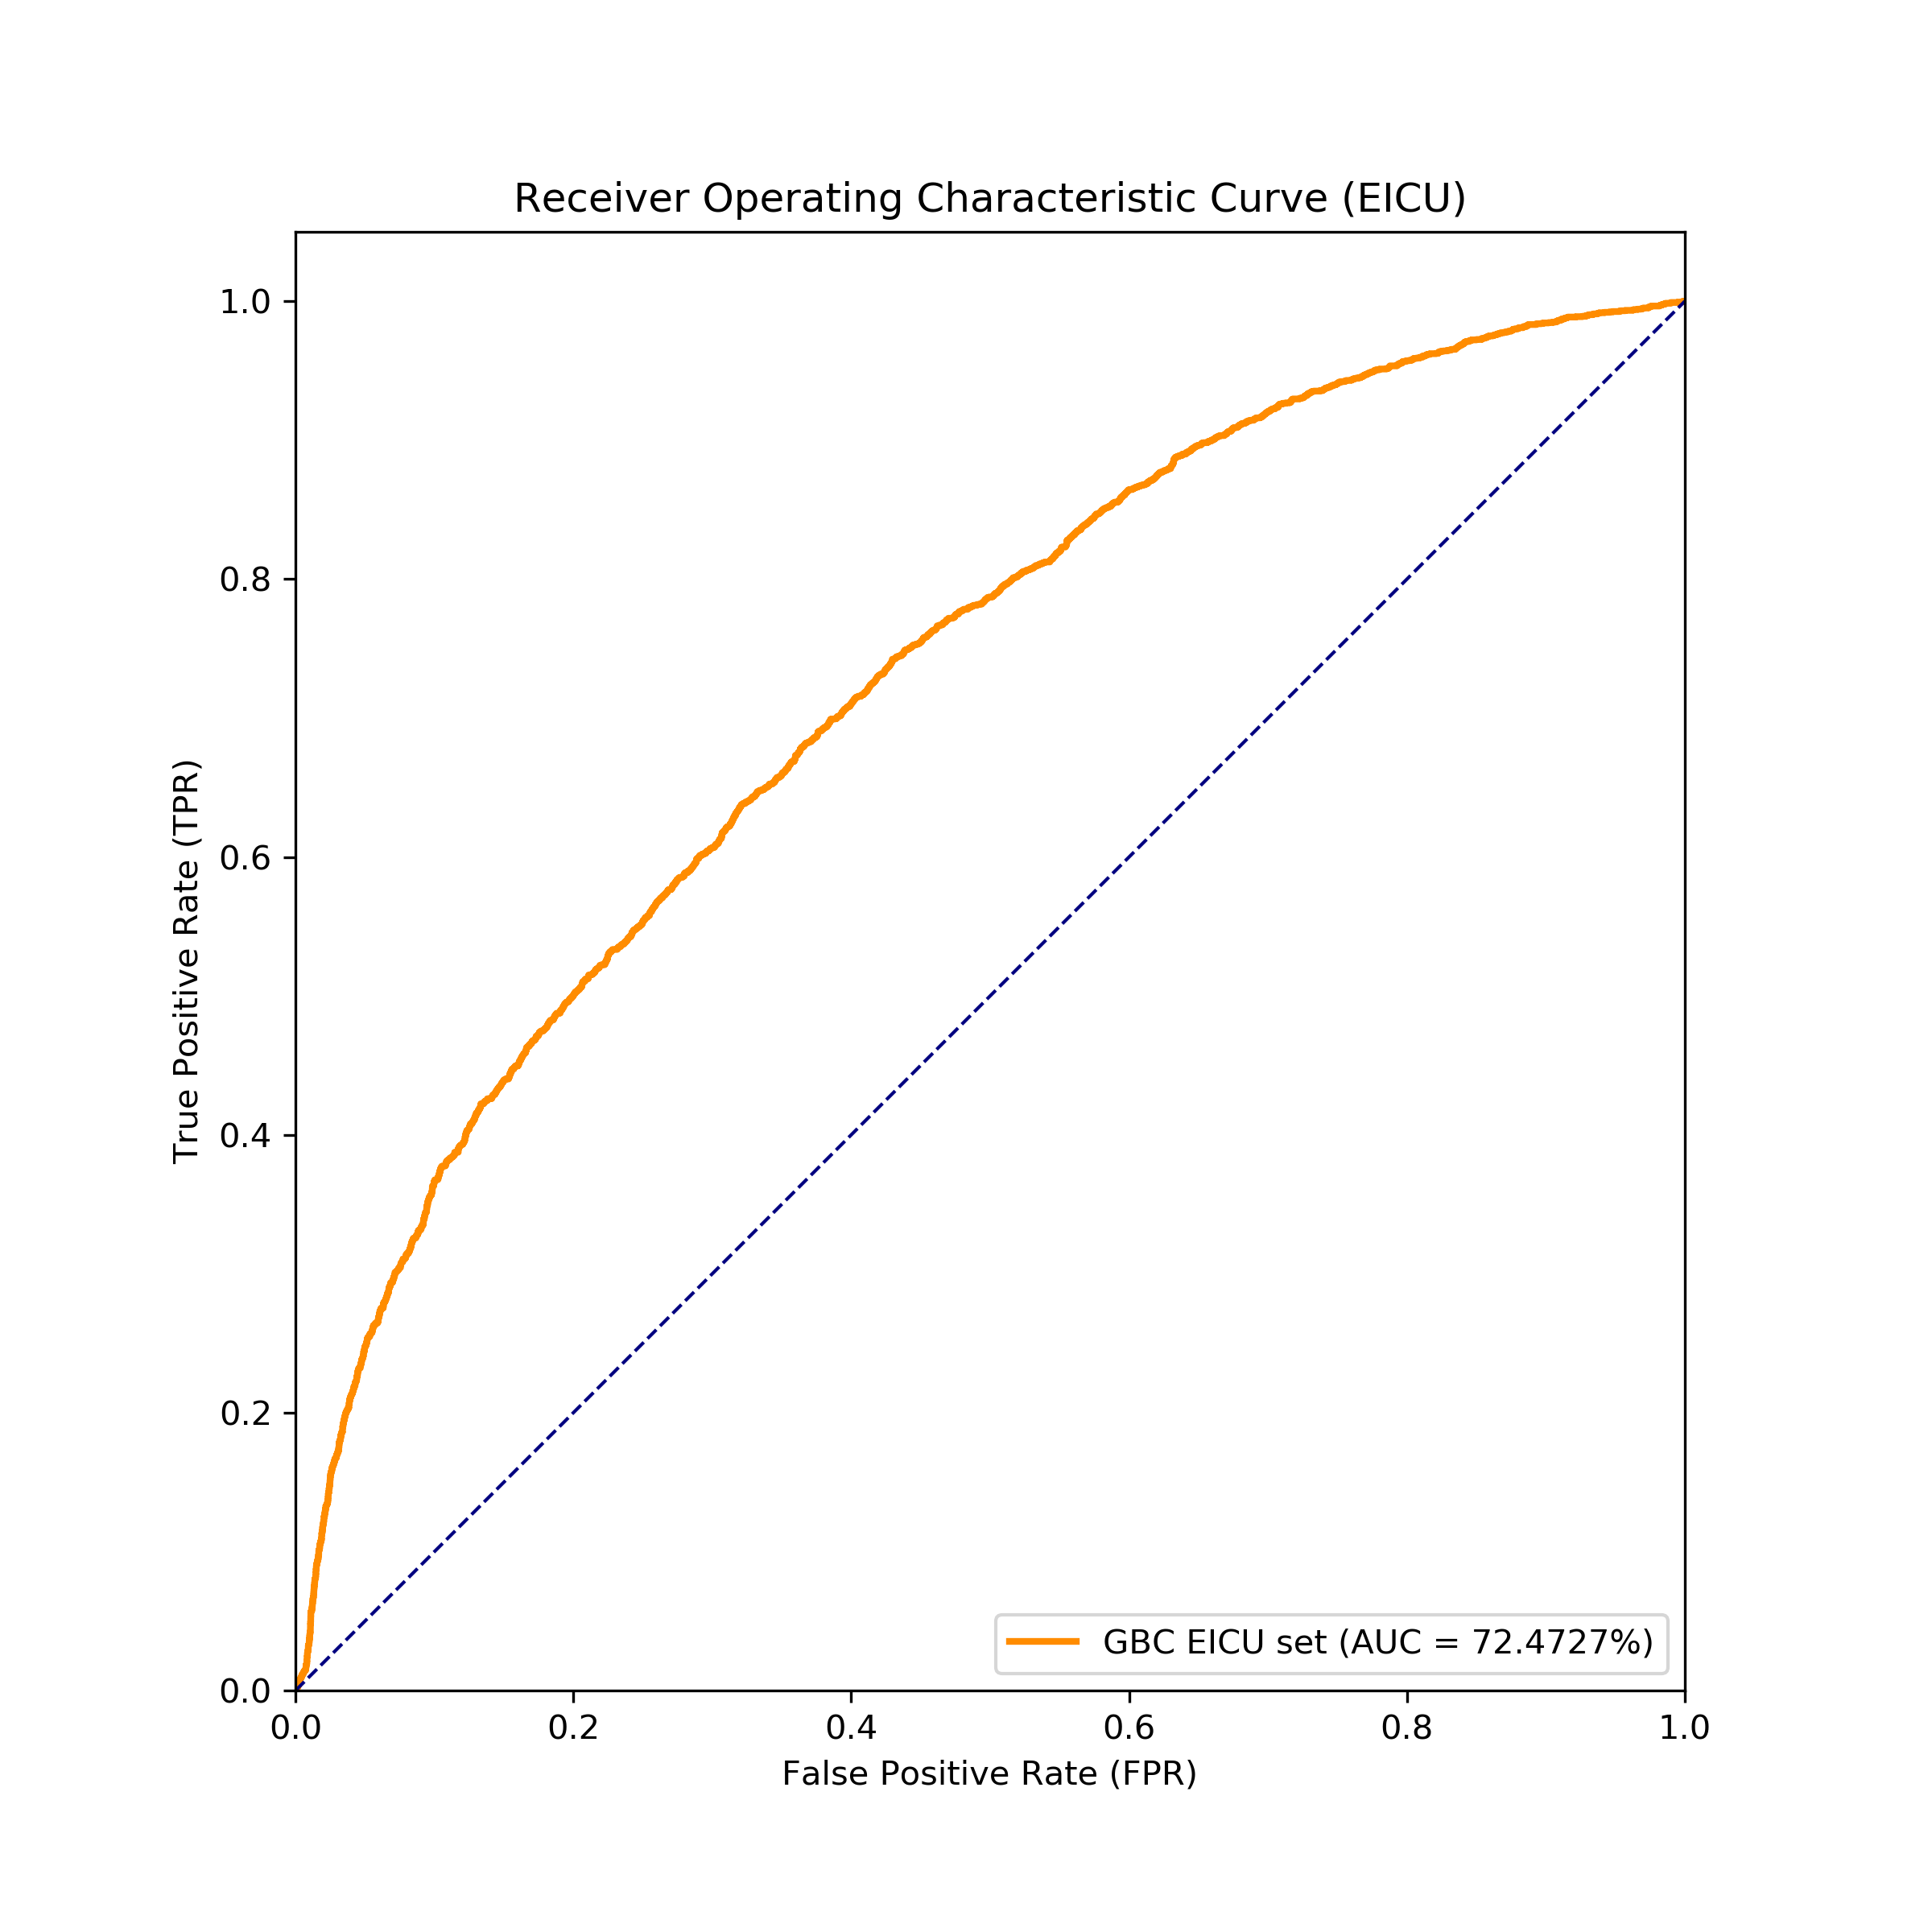 Receiver Operating Characteristic Curve (EICU)
True Positive Rate (TPR)
1.0
0.8
0.6
0.4
0.2
0.0
GBC EICU set (AUC = 72.4727%)
0.0 0.2 0.4 0.6 0.8 1.0
False Positive Rate (FPR)